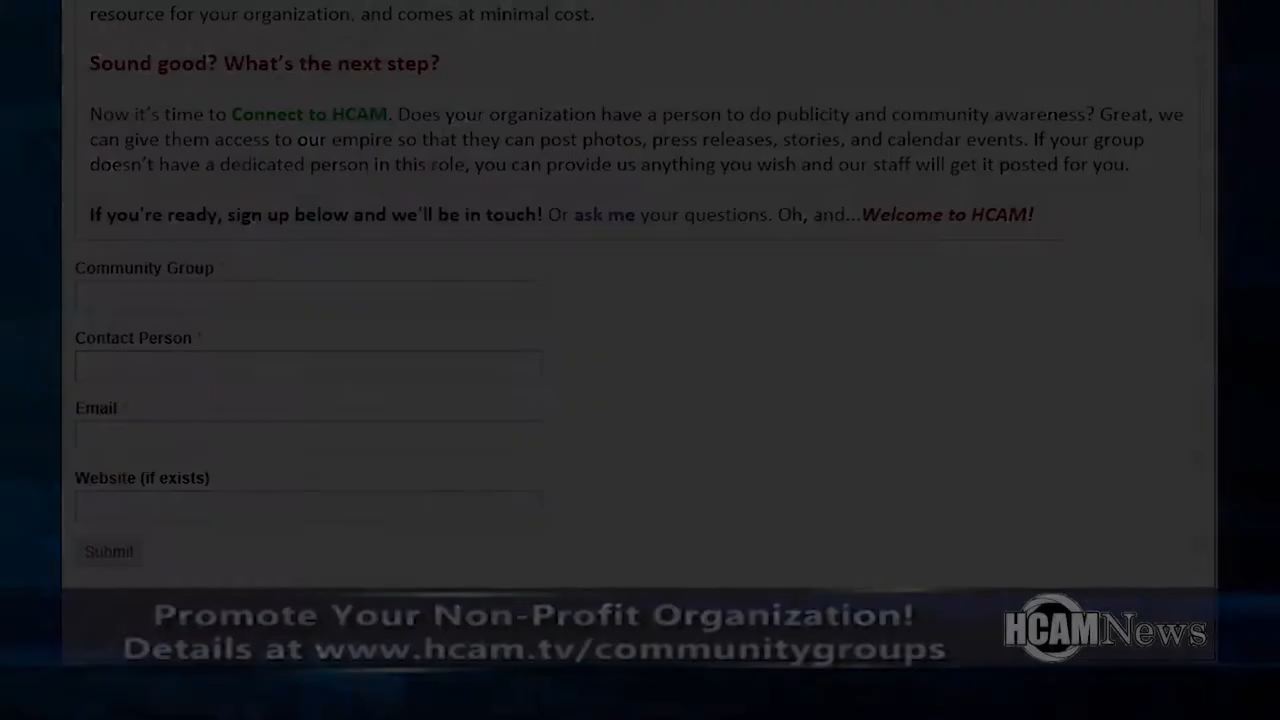 resource for your organization, and comes at minimal cost.
Sound good? What's the next step?
Now it's time to Connect to HCAM. Does your organization have a person to do publicity and community awareness? Great, we
can give them access to our empire so that they can post photos, press releases, stories, and calendar events. If your group
doesn't have a dedicated person in this role, you can provide us anything you wish and our staff will get it posted for you.
If you're ready, sign up below and we'll be in touch! Or ask me your questions. Oh, and...Welcome to HCAM!
Community Group
Contact Person *
Email
Website (if exists)
Submit
Promote Your Non-Profit Organization!
Details at www.hcam.tv/communitygroups
HCAMNews